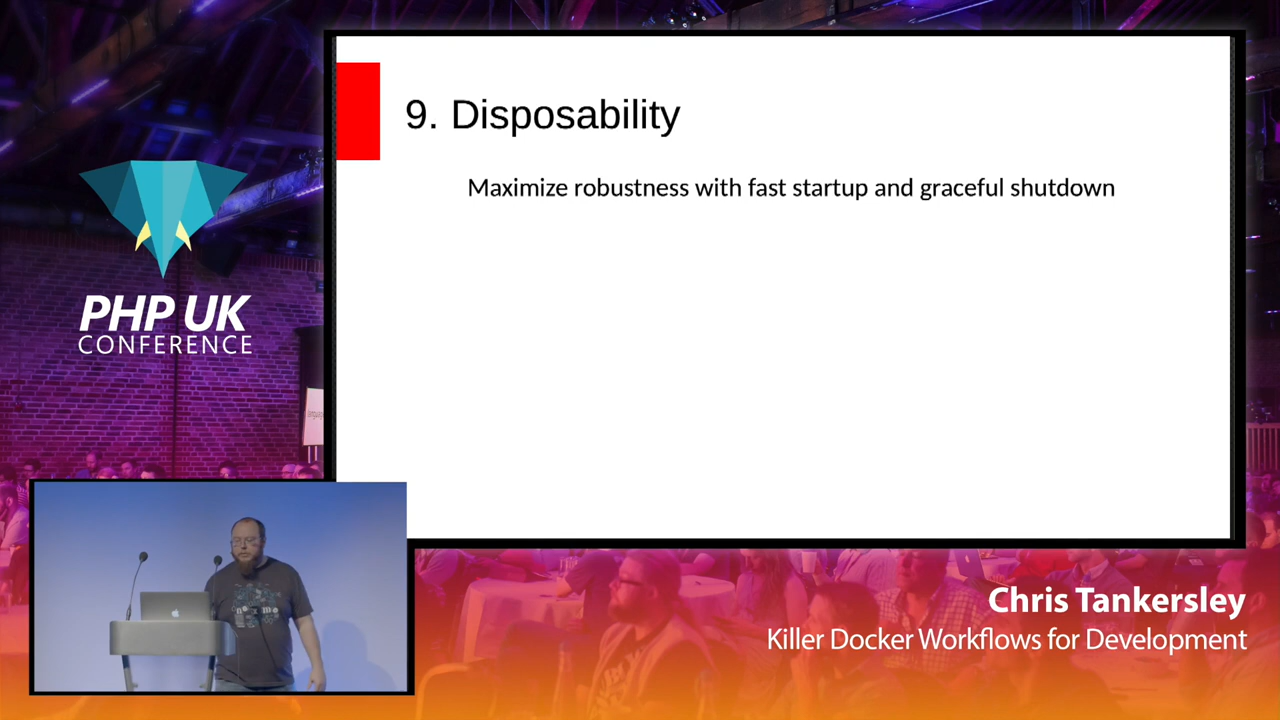 9. Disposability
Maximize robustness with fast startup and graceful shutdown
PHP UK
CONFERENCE
Chris Tankersley
Killer Docker Workflows for Development